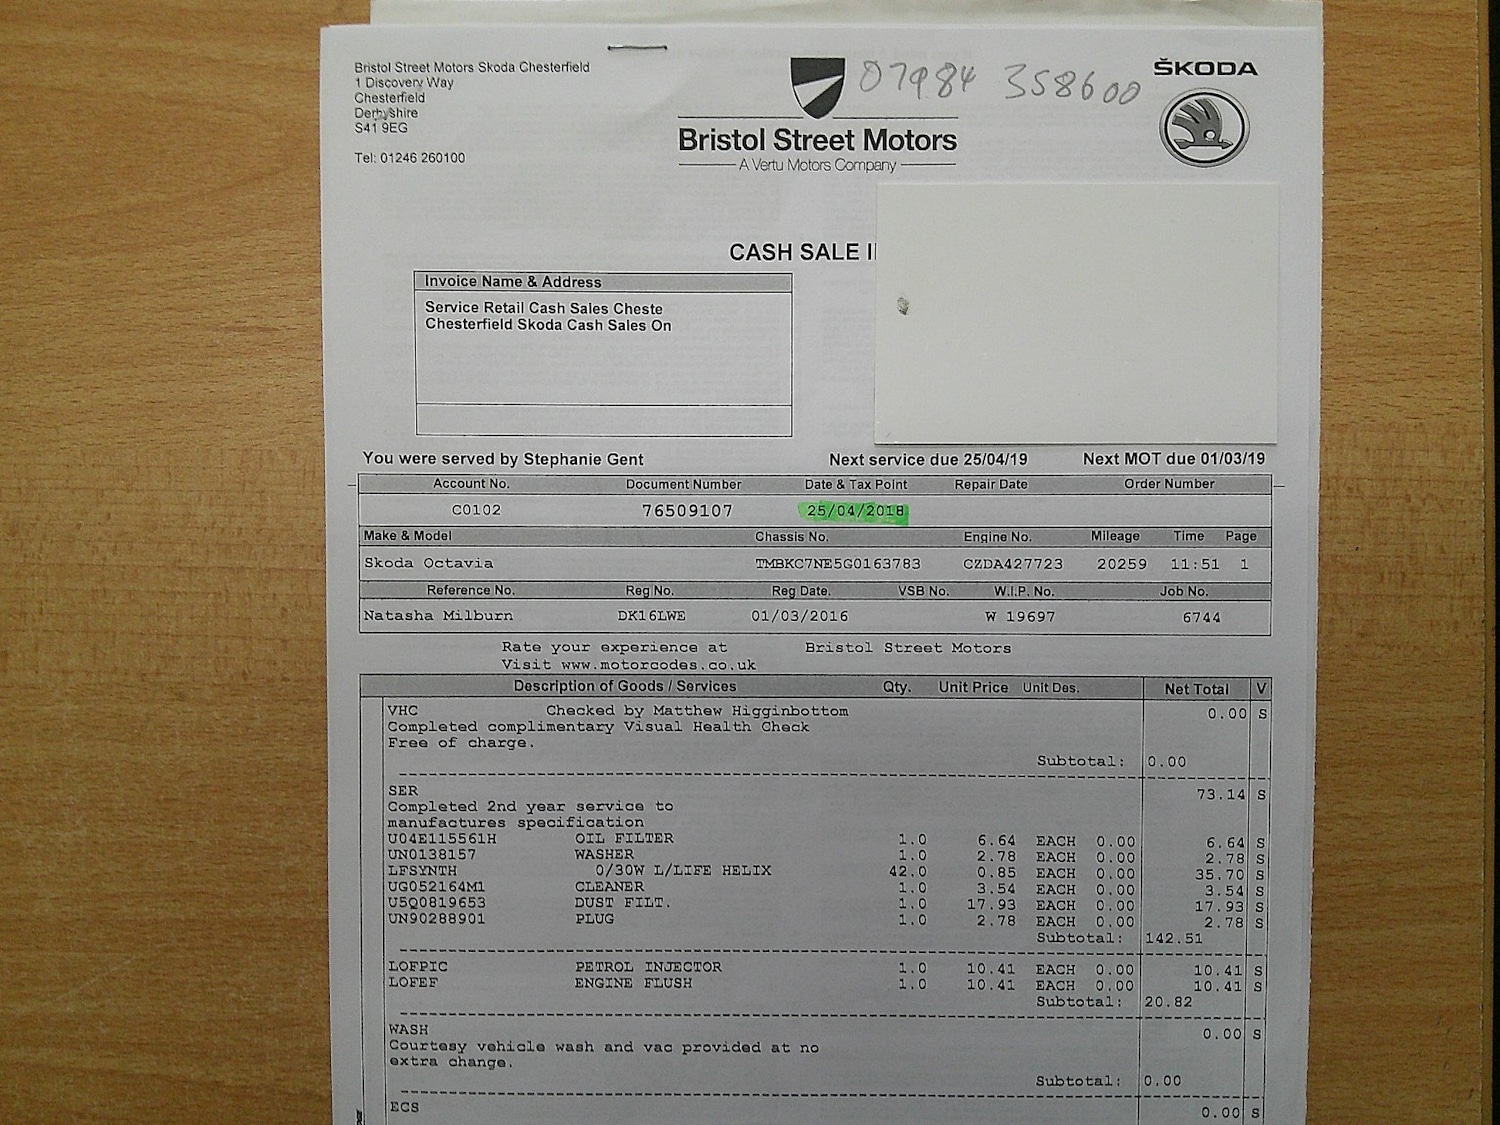 Bristol Street Motors Skoda Chesterfield
1 Discovery Way
Chesterfield
Derbyshire
S41 9EG
Tel: 01246 260100
07984 358600
ŠKODA
Bristol Street Motors
A Vertu Motors Company
CASH SALE
Invoice Name & Address
Service Retail Cash Sales Cheste
Chesterfield Skoda Cash Sales On
You were served by Stephanie Gent Next service due 25/04/19 Next MOT due 01/03/19
Account No. Document Number Date & Tax Point Repair Date Order Number
C0102 76509107 25/04/2018
Make & Model Chassis No. Engine No. Mileage Time Page
Skoda Octavia TMBKC7NE5G0163783 CZDA427723 20259 11:51 1
Reference No. Reg No. Reg Date. VSB No. W.I.P. No. Job No.
Natasha Milburn DK16LWE 01/03/2016 W 19697 6744
Rate your experience at Bristol Street Motors
Visit www.motorcodes.co.uk
Description of Goods / Services Qty. Unit Price Unit Des. Net Total V
VHC Checked by Matthew Higginbottom 0.00 S
Completed complimentary Visual Health Check
Free of charge.
Subtotal: 0.00
SER 73.14 S
Completed 2nd year service to
manufactures specification
U04E115561H OIL FILTER 1.0 6.64 EACH 0.00 6.64 S
UN0138157 WASHER 1.0 2.78 EACH 0.00 2.78 S
LFSYNTH 0/30W L/LIFE HELIX 42.0 0.85 EACH 0.00 35.70 S
UG052164M1 CLEANER 1.0 3.54 EACH 0.00 3.54 S
U5Q0819653 DUST FILT. 1.0 17.93 EACH 0.00 17.93 S
UN90288901 PLUG 1.0 2.78 EACH 0.00 2.78 S
Subtotal: 142.51
LOFPIC PETROL INJECTOR 1.0 10.41 EACH 0.00 10.41 S
LOFEF ENGINE FLUSH 1.0 10.41 EACH 0.00 10.41 S
Subtotal: 20.82
WASH 0.00 S
Courtesy vehicle wash and vac provided at no
extra change.
Subtotal: 0.00
ECS 0.00 S